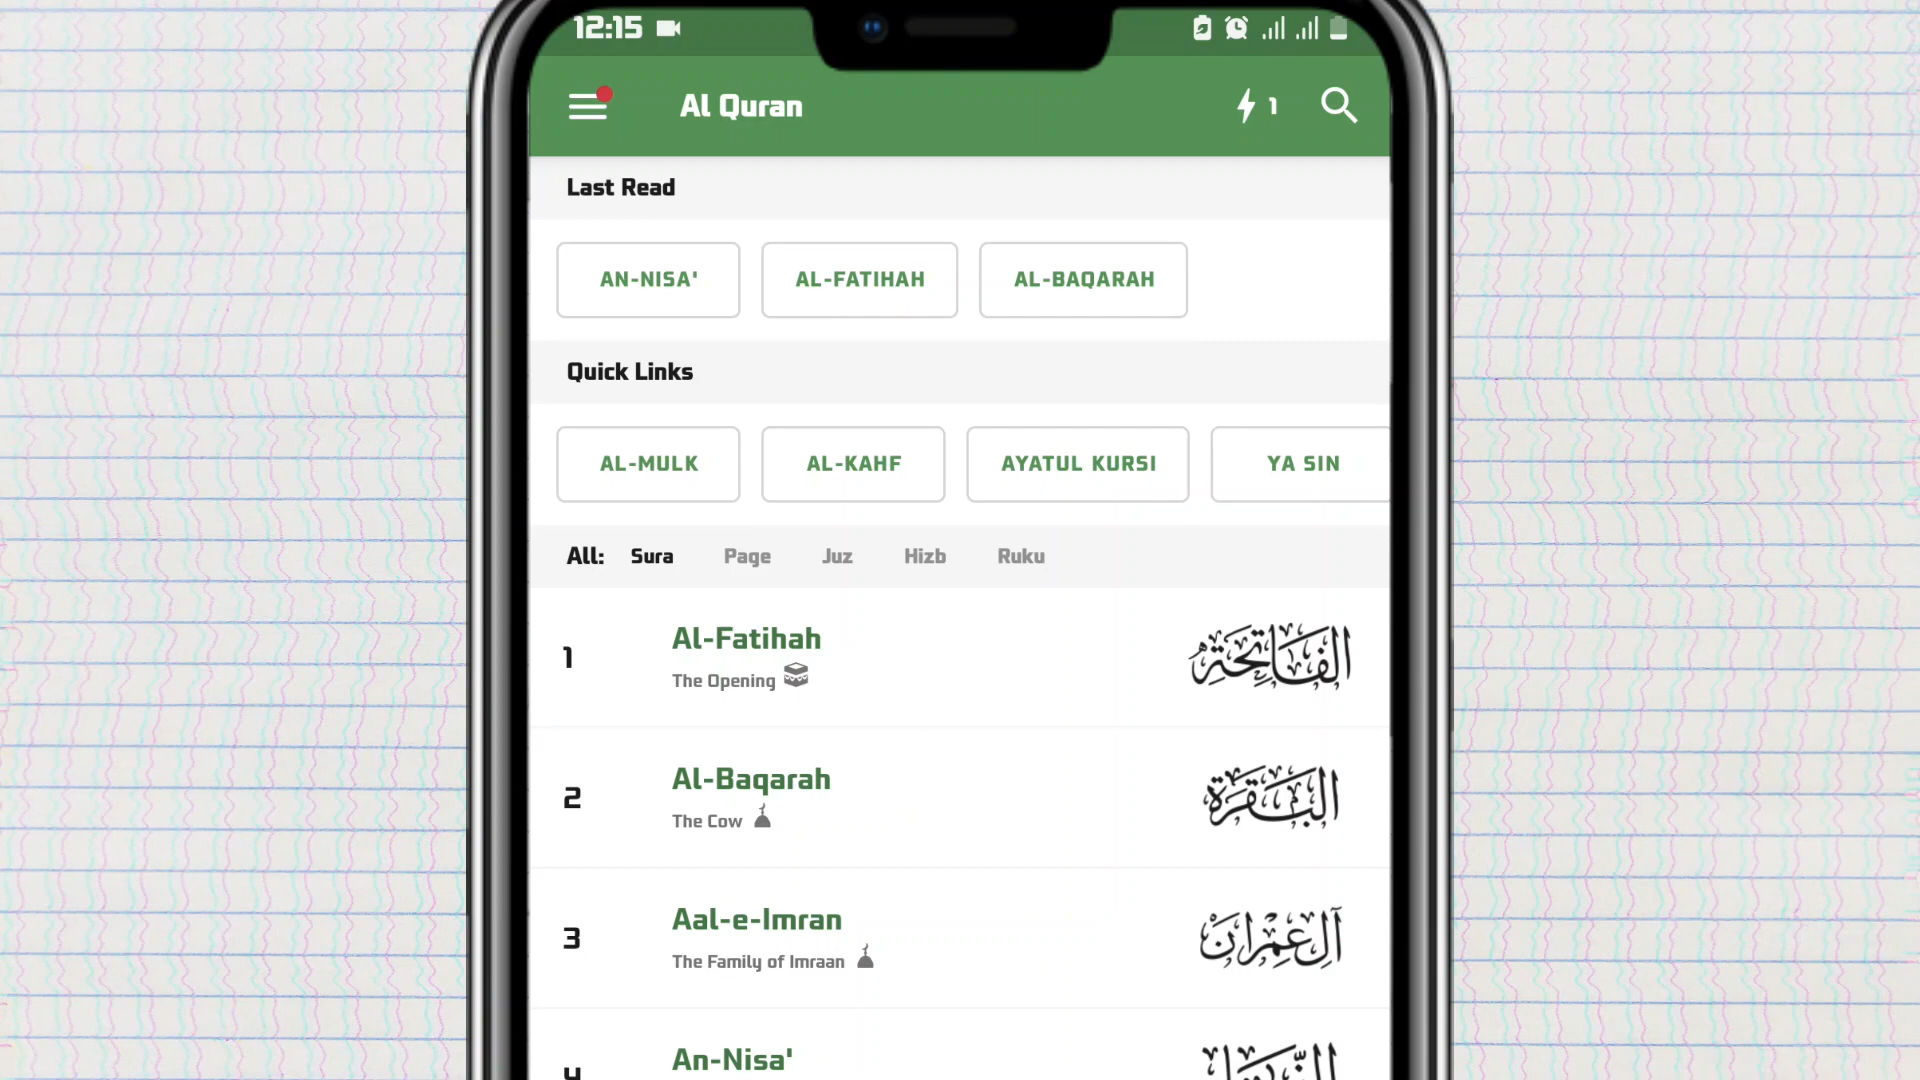 12:15
Al Quran
1
Last Read
AN-NISA' AL-FATIHAH AL-BAQARAH
Quick Links
AL-MULK AL-KAHF AYATUL KURSI YA SIN
All: Sura Page Juz Hizb Ruku
1 Al-Fatihah الفَاتِحَةِ
The Opening
2 Al-Baqarah البَقَرَة
The Cow
3 Aal-e-Imran آل عِمْرَان
The Family of Imraan
4 An-Nisa'